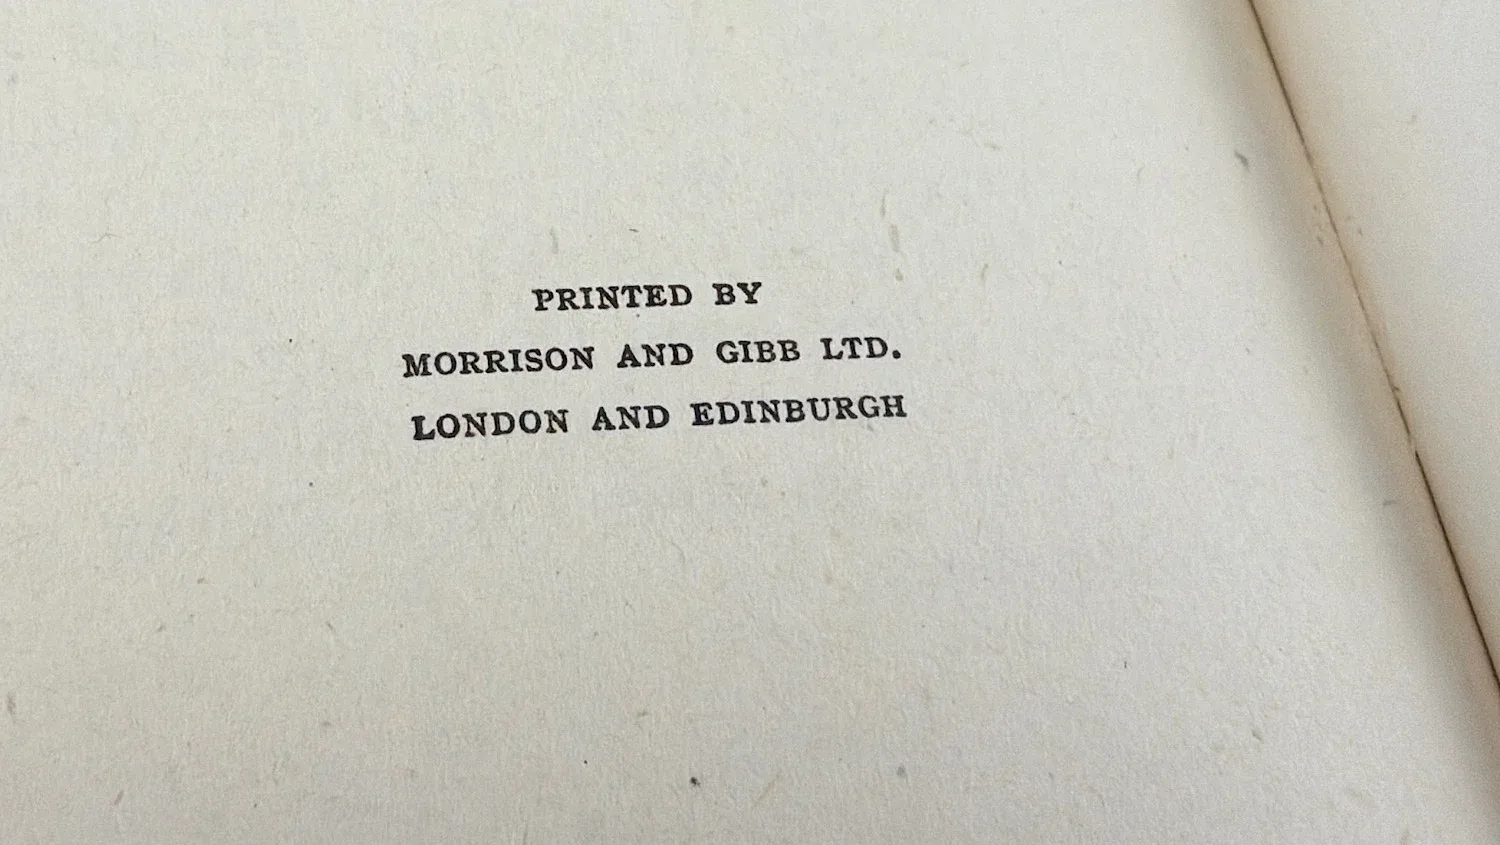 PRINTED BY
MORRISON AND GIBB LTD.
LONDON AND EDINBURGH